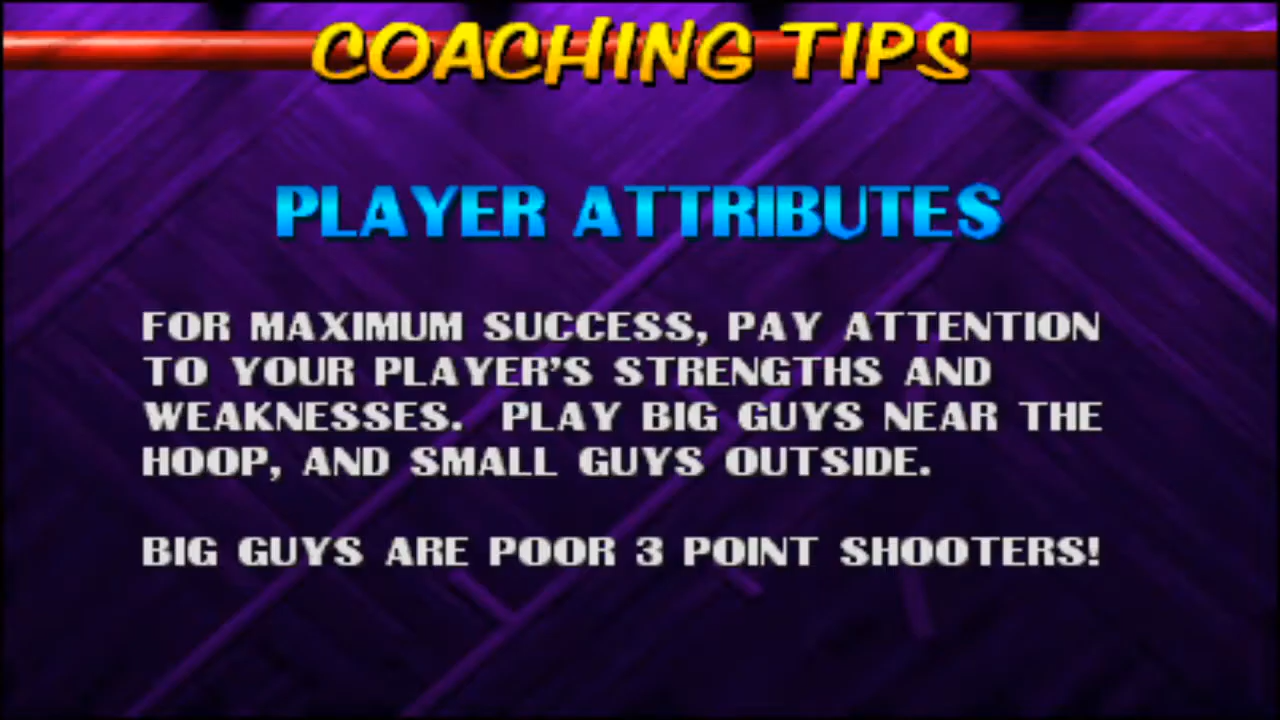 COACHING TIPS
PLAYER ATTRIBUTES
FOR MAXIMUM SUCCESS, PAY ATTENTION
TO YOUR PLAYER'S STRENGTHS AND
WEAKNESSES. PLAY BIG GUYS NEAR THE
HOOP, AND SMALL GUYS OUTSIDE.
BIG GUYS ARE POOR 3 POINT SHOOTERS!